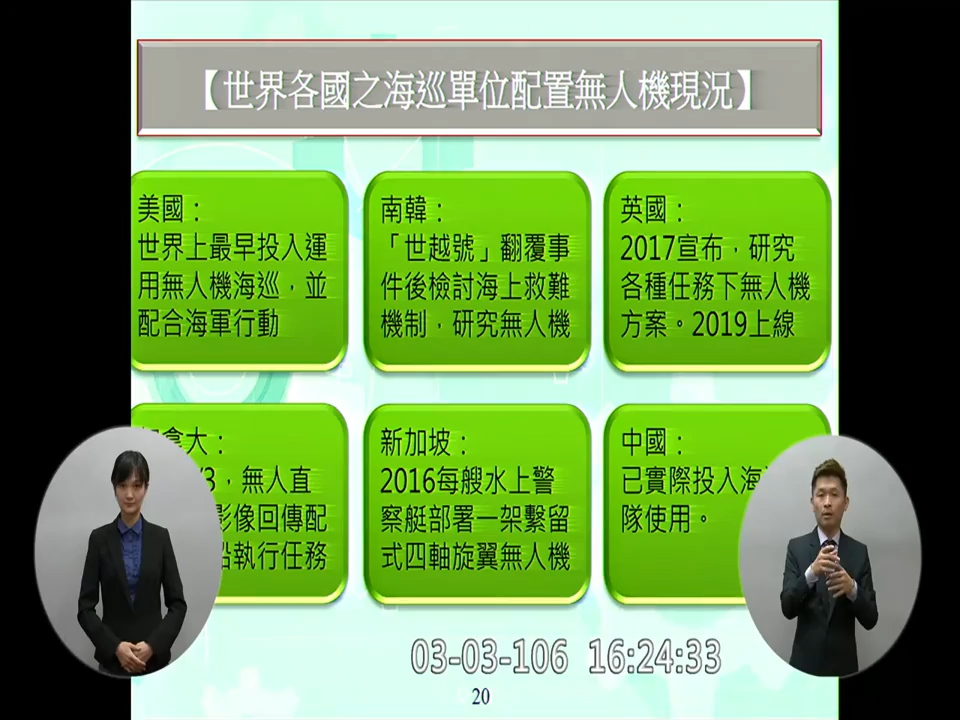 【世界各國之海巡單位配置無人機現況】
美國：
世界上最早投入運
用無人機海巡，並
配合海軍行動
南韓：
「世越號」翻覆事
件後檢討海上救難
機制，研究無人機
英國：
2017宣布，研究
各種任務下無人機
方案。2019上線
拿大：
3，無人直
影像回傳配
船執行任務
新加坡：
2016每艘水上警
察艇部署一架繫留
式四軸旋翼無人機
中國：
已實際投入海
隊使用。
03-03-106 16:24:33
20